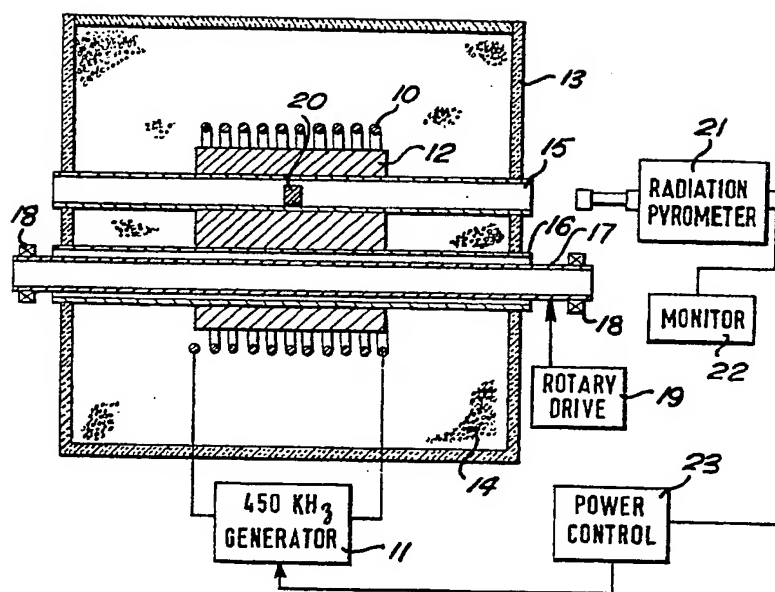 20
10
12
13
15
21
RADIATION
PYROMETER
18
16
17
18
MONITOR
22
ROTARY
DRIVE
19
14
450 KHz
GENERATOR
11
23
POWER
CONTROL